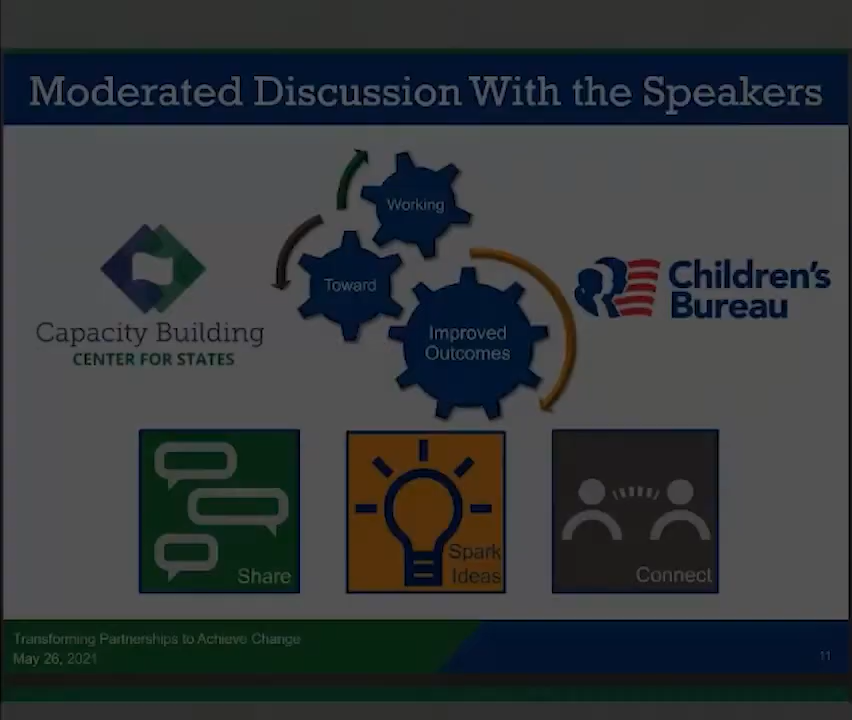 Moderated Discussion With the Speakers
Working
Toward
Improved
Outcomes
Capacity Building
CENTER FOR STATES
Children's
Bureau
Share
Spark
Ideas
Connect
Transforming Partnerships to Achieve Change
May 26, 2021
11